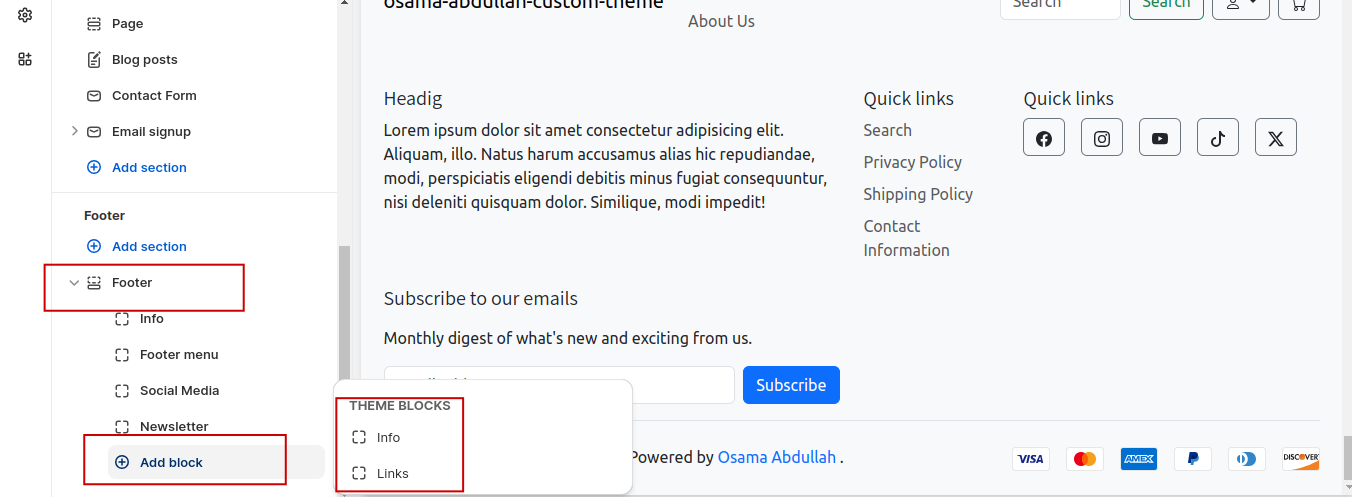 Page
Blog posts
Contact Form
Email signup
Add section
Footer
Add section
Footer
Info
Footer menu
Social Media
Newsletter
Add block
THEME BLOCKS
Info
Links
osama-abdullah-custom-theme
About Us
Search
Search
Headig
Lorem ipsum dolor sit amet consectetur adipisicing elit.
Aliquam, illo. Natus harum accusamus alias hic repudiandae,
modi, perspiciatis eligendi debitis minus fugiat consequuntur,
nisi deleniti quisquam dolor. Similique, modi impedit!
Quick links
Search
Privacy Policy
Shipping Policy
Contact
Information
Quick links
Subscribe to our emails
Monthly digest of what's new and exciting from us.
Subscribe
Powered by Osama Abdullah .
VISA
AMEX
DISCOVER